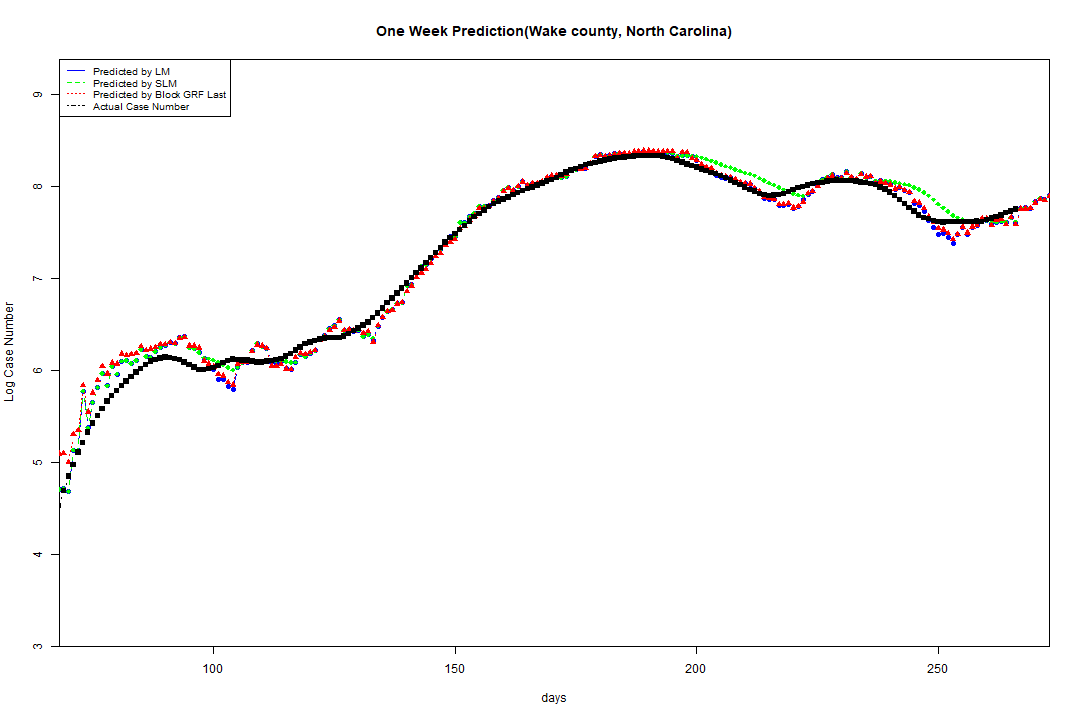 One Week Prediction(Wake county, North Carolina)
Predicted by LM
Predicted by SLM
Predicted by Block GRF Last
Actual Case Number
9
8
7
6
5
4
3
Log Case Number
100 150 200 250
days